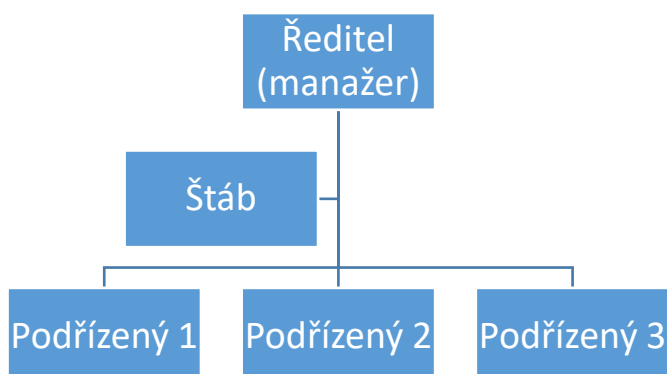 Ředitel
(manažer)
Štáb
Podřízený 1
Podřízený 2
Podřízený 3